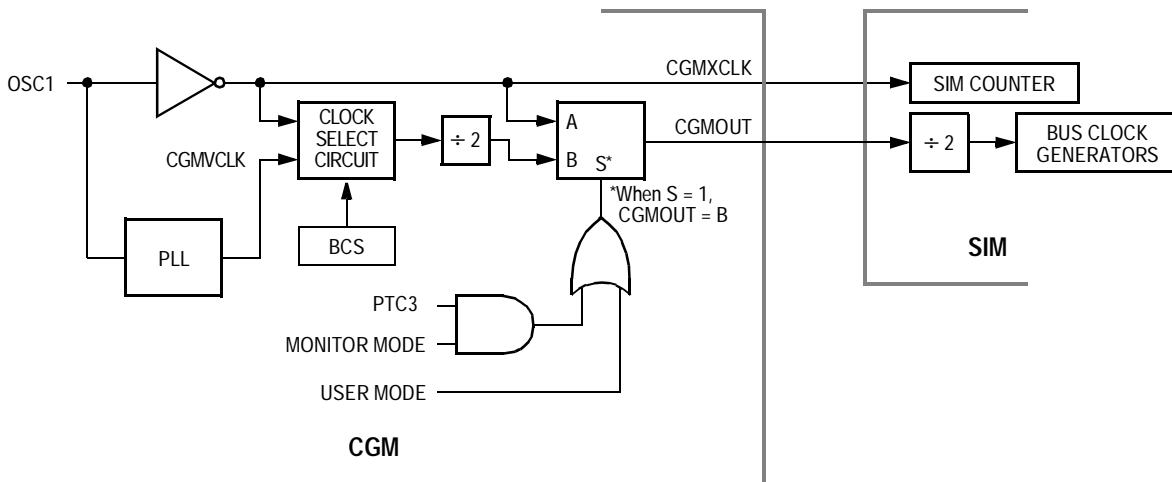 OSC1
CGMXCLK
SIM COUNTER
CLOCK
SELECT
CIRCUIT
÷ 2
A
B
S*
CGMOUT
÷ 2
BUS CLOCK
GENERATORS
CGMVCLK
*When S = 1,
CGMOUT = B
BCS
PLL
SIM
PTC3
MONITOR MODE
USER MODE
CGM